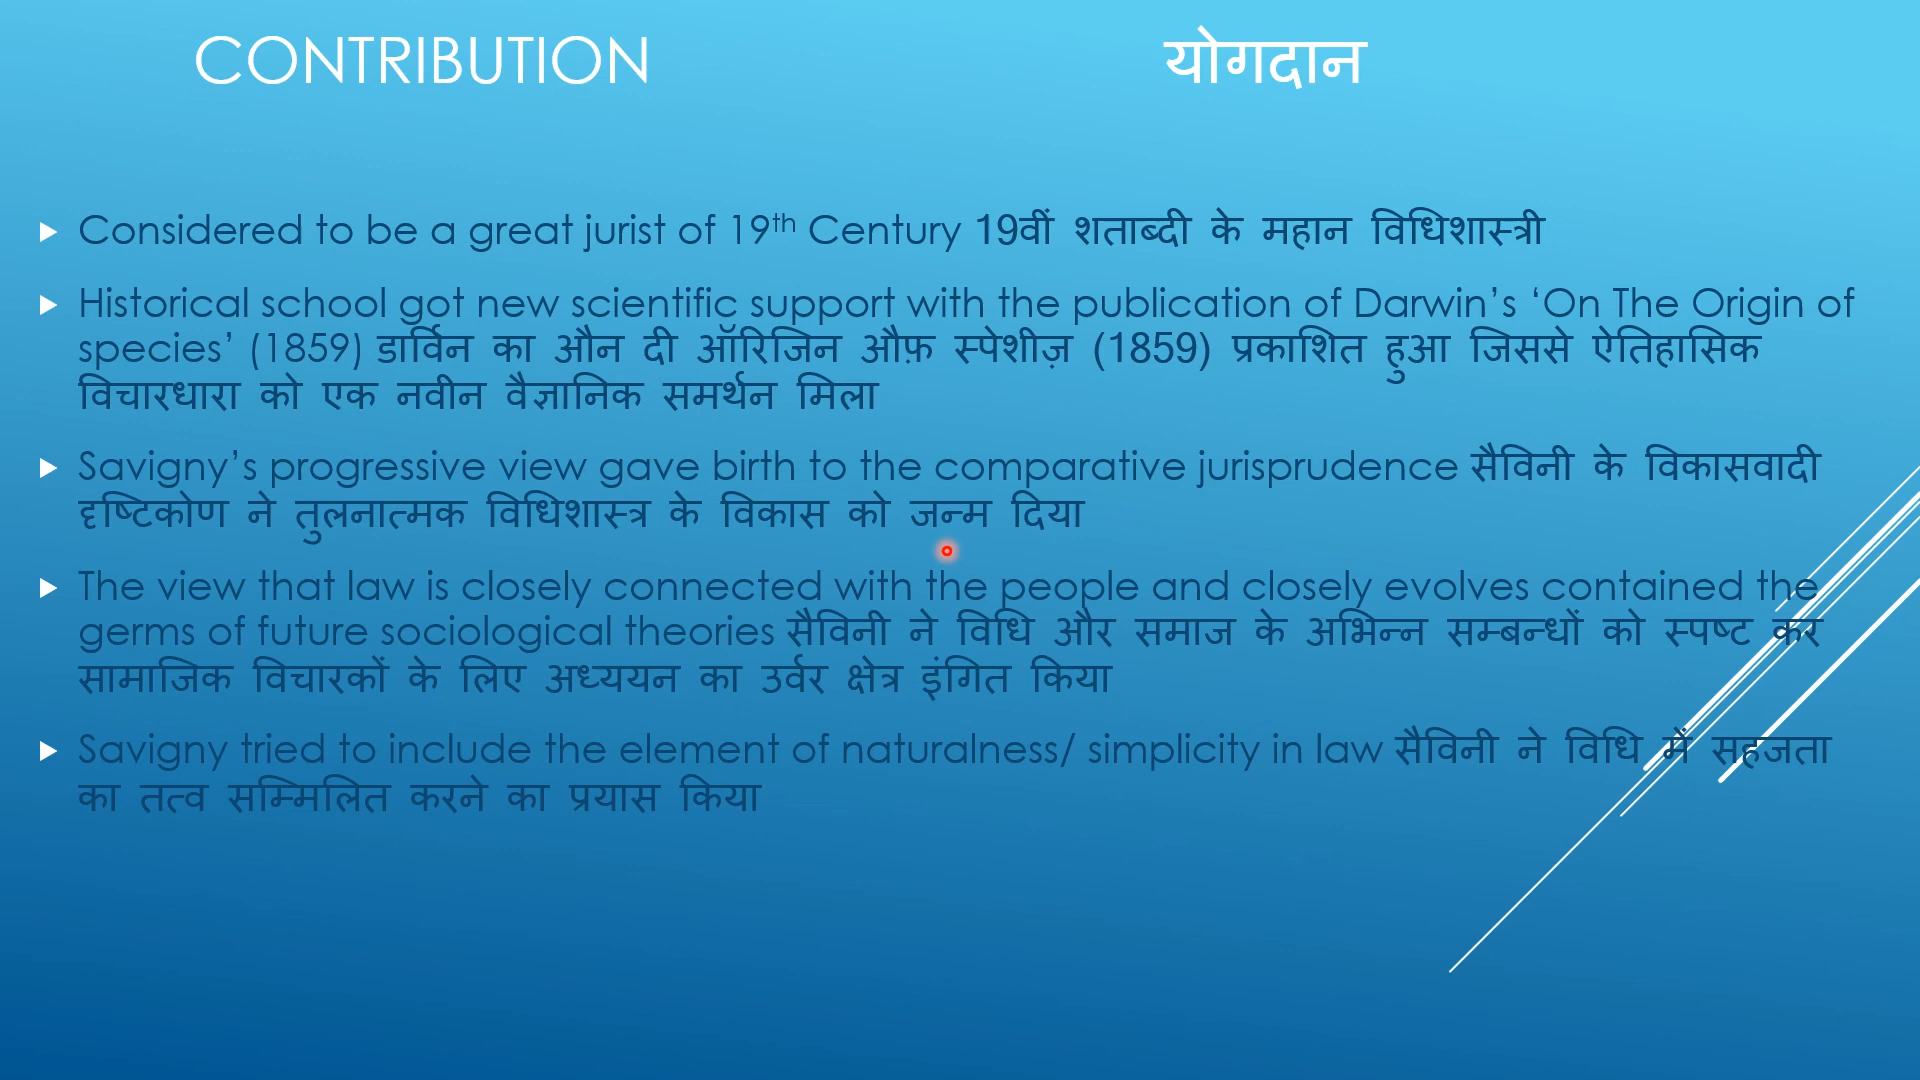 CONTRIBUTION योगदान
Considered to be a great jurist of 19th Century 19वीं शताब्दी के महान विधिशास्त्री
Historical school got new scientific support with the publication of Darwin’s ‘On The Origin of
species’ (1859) डार्विन का औन दी ऑरिजिन औफ़ स्पेशीज़ (1859) प्रकाशित हुआ जिससे ऐतिहासिक
विचारधारा को एक नवीन वैज्ञानिक समर्थन मिला
Savigny’s progressive view gave birth to the comparative jurisprudence सैविनी के विकासवादी
दृष्टिकोण ने तुलनात्मक विधिशास्त्र के विकास को जन्म दिया
The view that law is closely connected with the people and closely evolves contained the
germs of future sociological theories सैविनी ने विधि और समाज के अभिन्न सम्बन्धों को स्पष्ट कर
सामाजिक विचारकों के लिए अध्ययन का उर्वर क्षेत्र इंगित किया
Savigny tried to include the element of naturalness/ simplicity in law सैविनी ने विधि में सहजता
का तत्व सम्मिलित करने का प्रयास किया